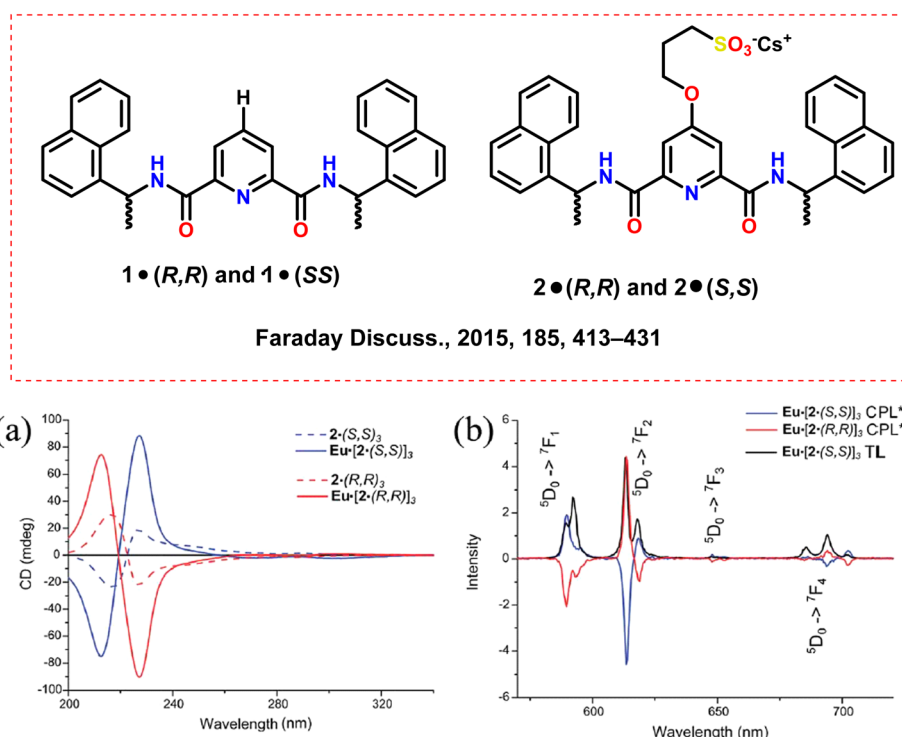 H
SO3-Cs+
O
H
N
H
N
N
O
O
H
N
H
N
N
O
O
1•(R,R) and 1•(SS)
2•(R,R) and 2•(S,S)
Faraday Discuss., 2015, 185, 413–431
(a)
100
80
60
40
20
0
-20
-40
-60
-80
-100
CD (mdeg)
2·(S,S)3
Eu·[2·(S,S)]3
2·(R,R)3
Eu·[2·(R,R)]3
200
240
280
320
Wavelength (nm)
(b)
6
4
2
0
-2
-4
-6
Intensity
Eu·[2·(S,S)]3 CPL*
Eu·[2·(R,R)]3 CPL*
Eu·[2·(S,S)]3 TL
5D0 -> 7F1
5D0 -> 7F2
5D0 -> 7F3
5D0 -> 7F4
600
650
700
Wavelength (nm)